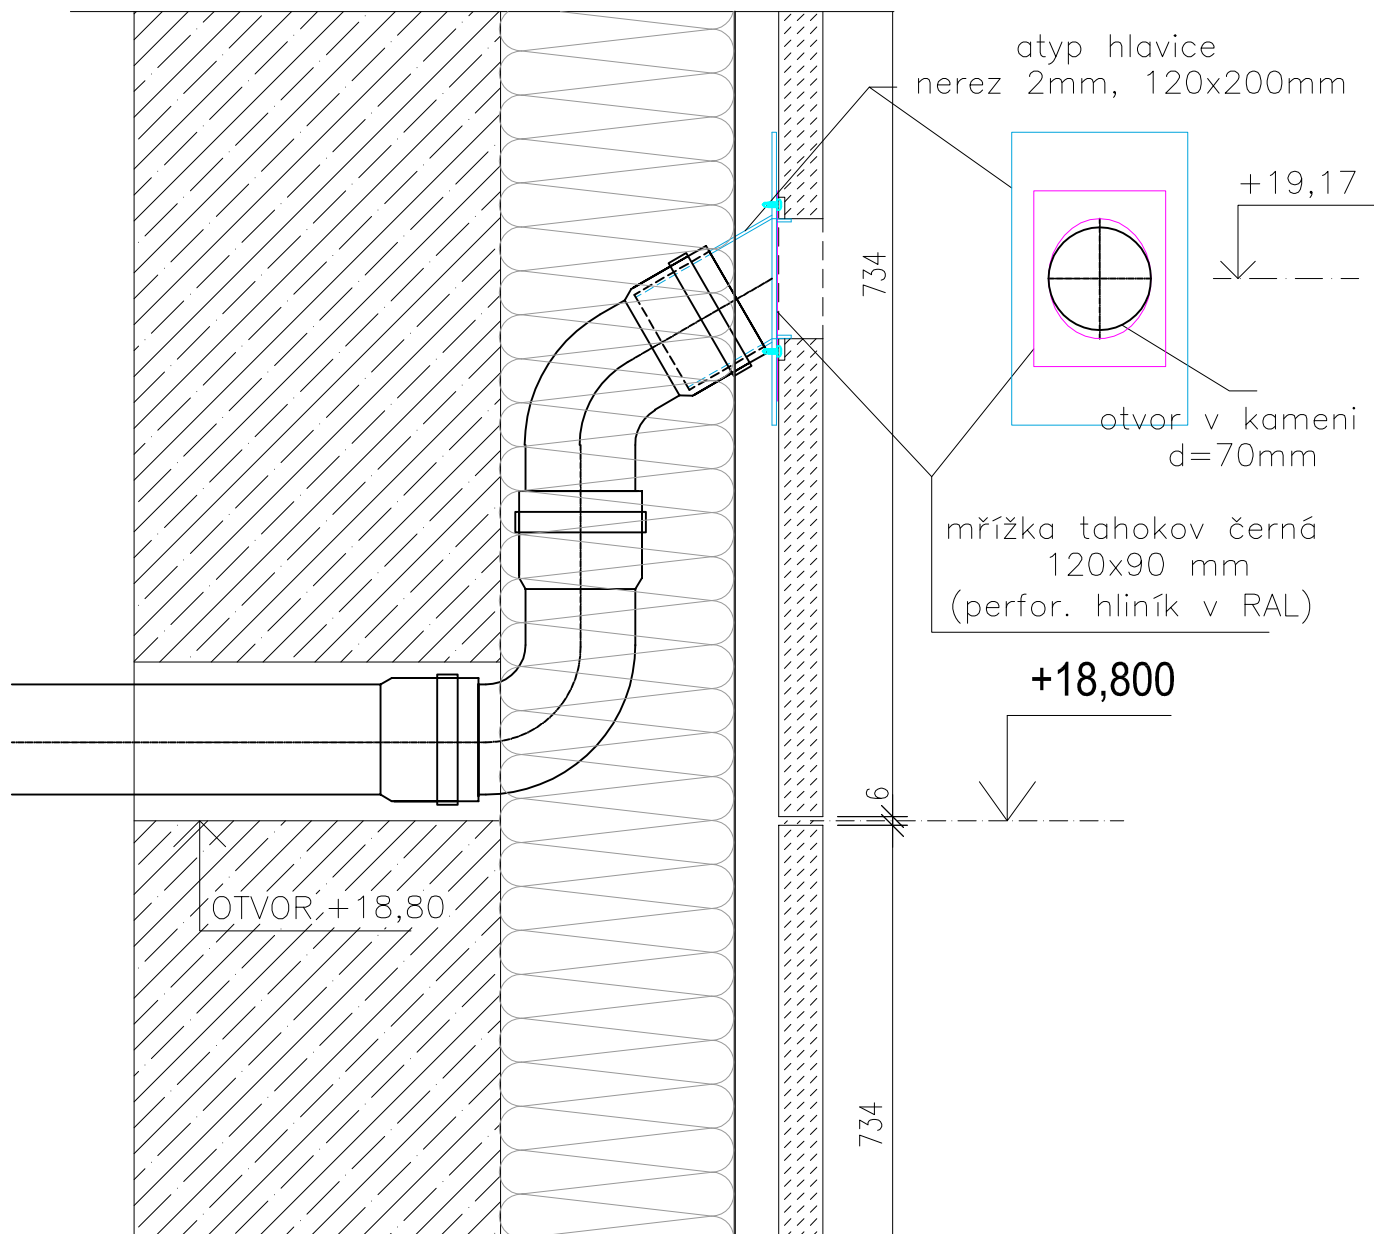 atyp hlavice
nerez 2mm, 120x200mm
+19,17
734
otvor v kameni
d=70mm
mřížka tahokov černá
120x90 mm
(perfor. hliník v RAL)
+18,800
6
OTVOR +18,80
734